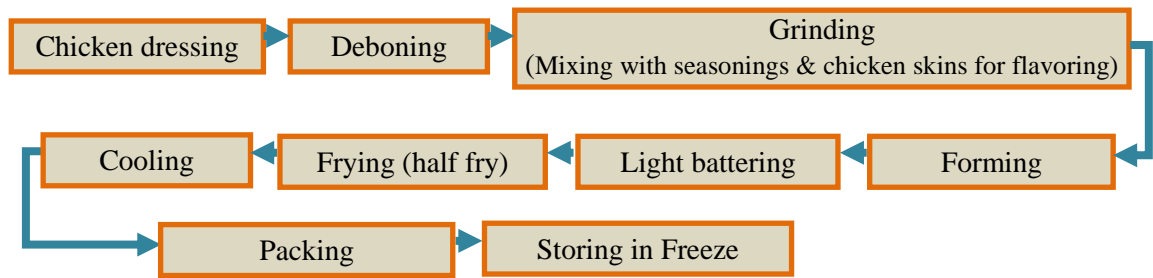 Chicken dressing
Deboning
Grinding
(Mixing with seasonings & chicken skins for flavoring)
Forming
Light battering
Frying (half fry)
Cooling
Packing
Storing in Freeze